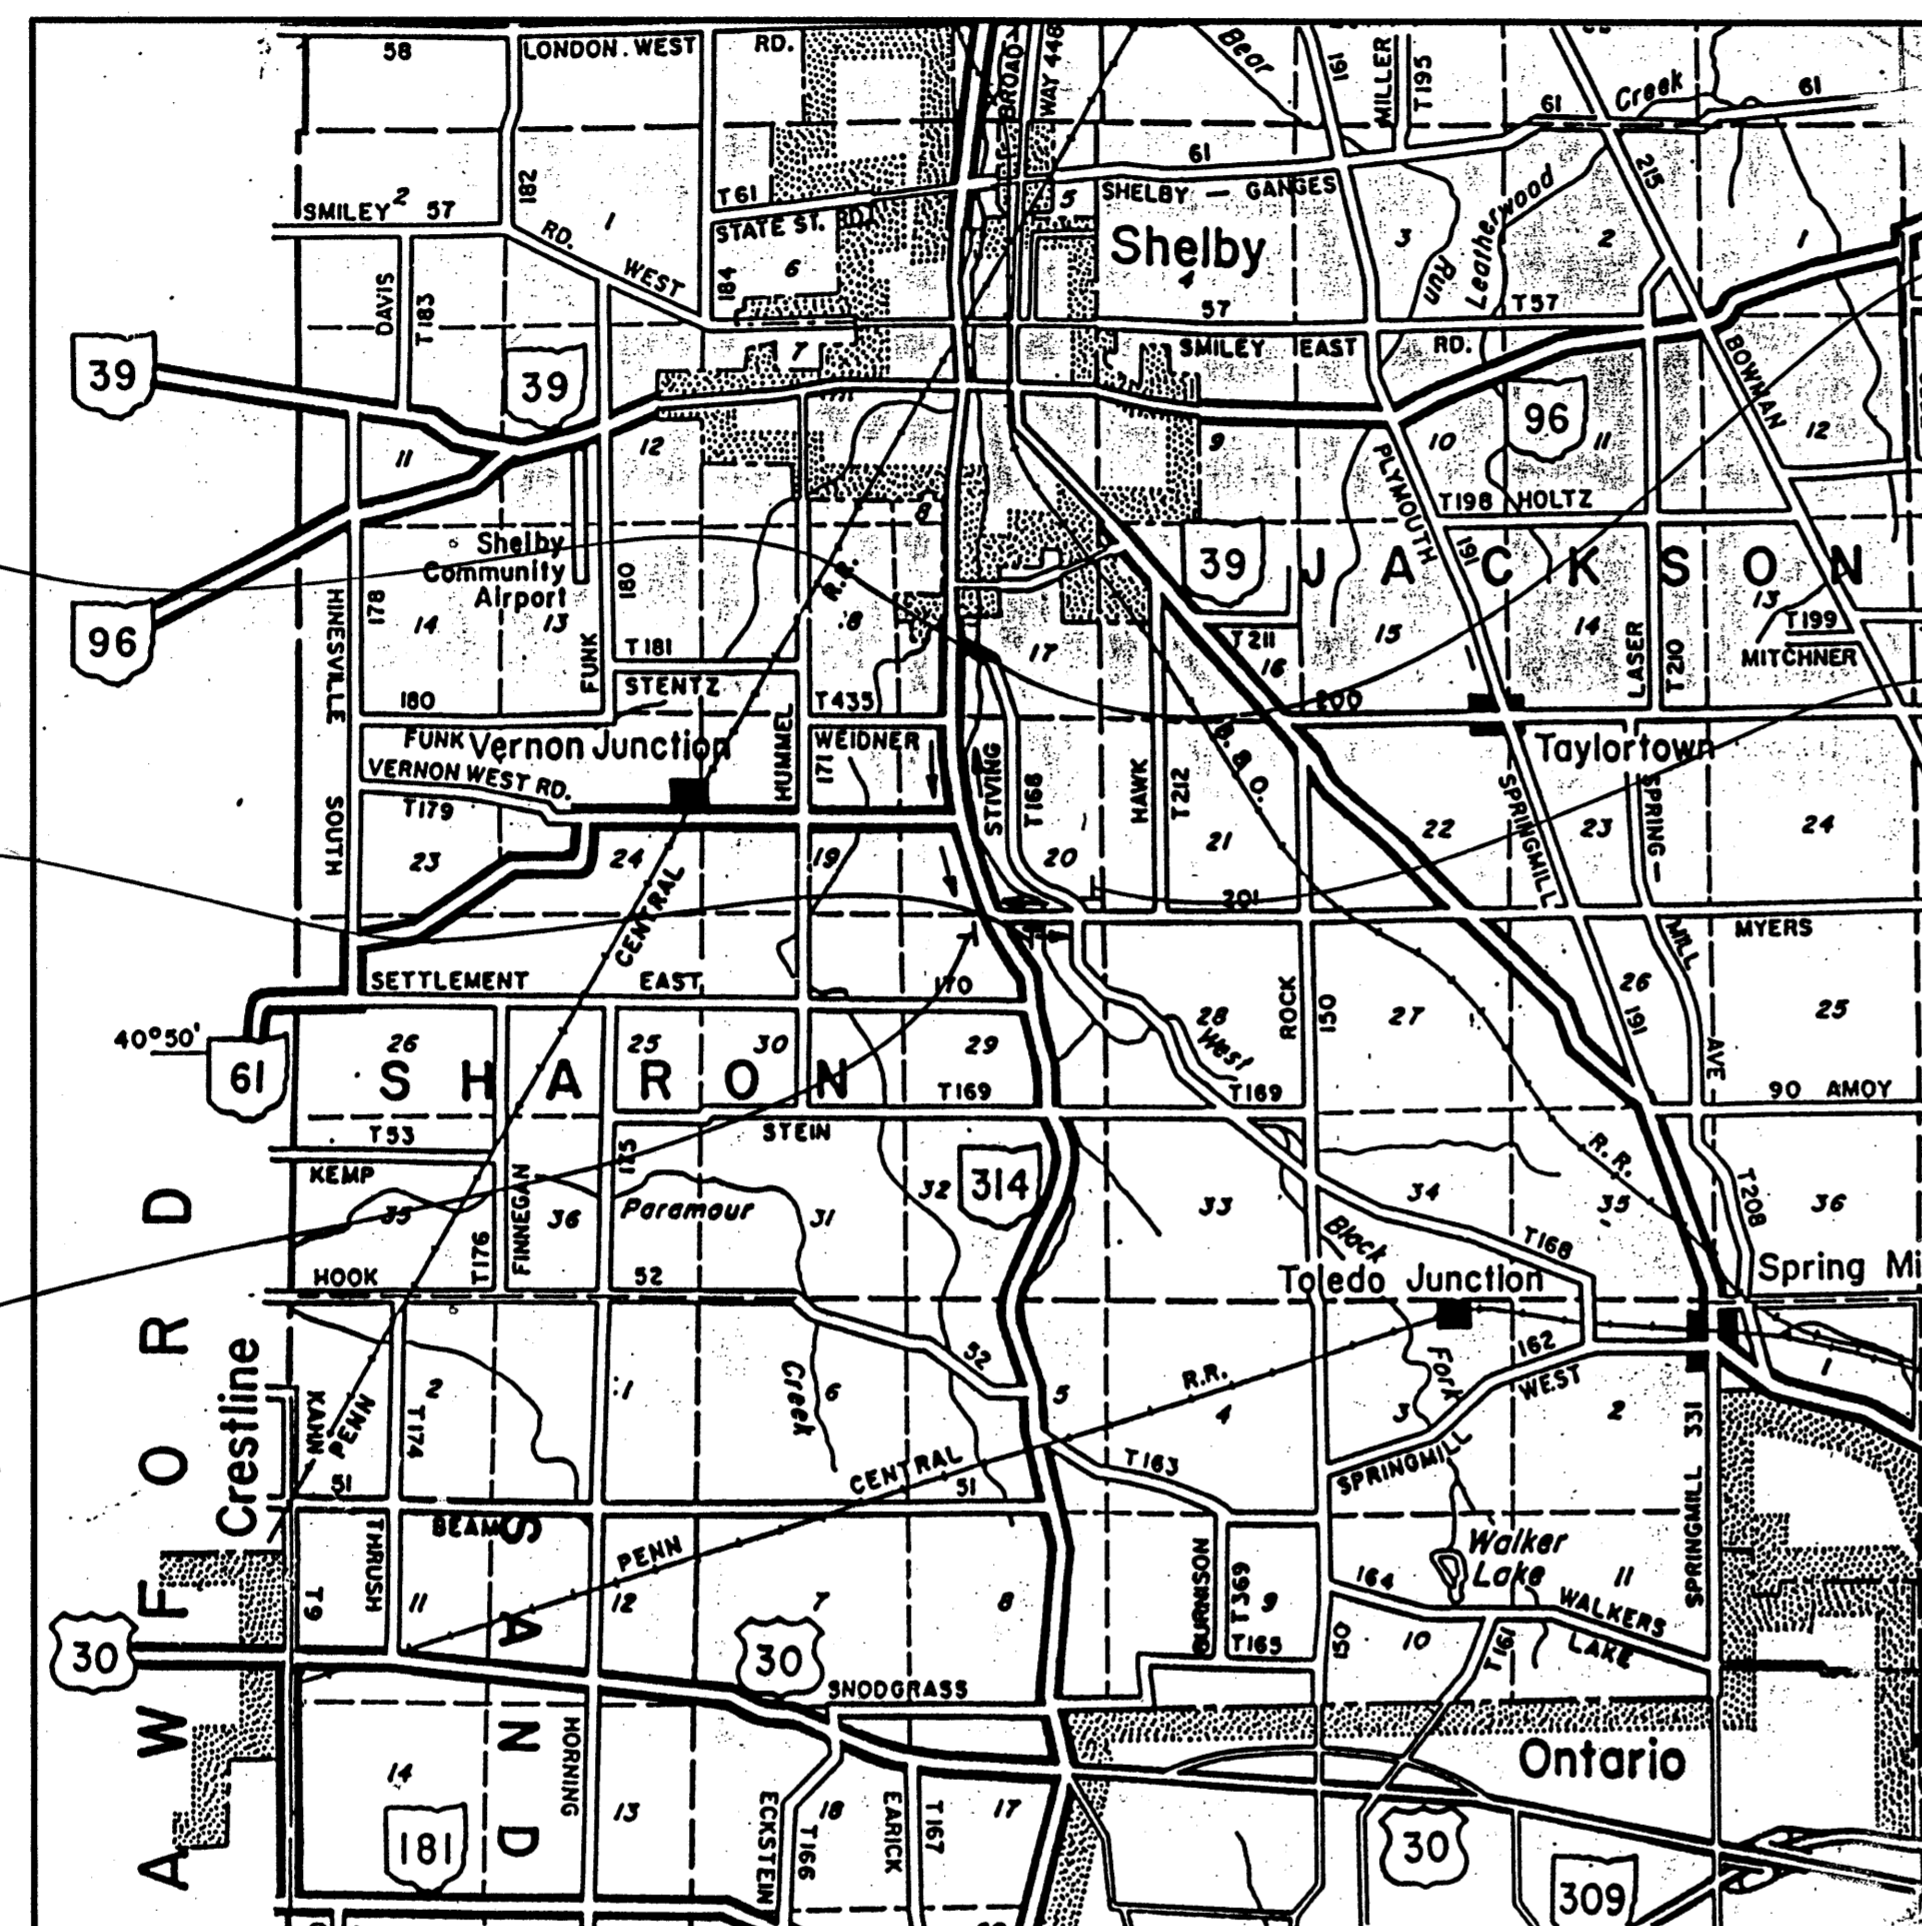 58
LONDON WEST RD.
BROAD WAY 448
Bear
161
MILLER
T195
61
Creek
61
182
T61
STATE ST. RD.
5
61
SHELBY — GANGES
215
SMILEY 2 57
RD.
WEST
1
184
6
Shelby
4
3
Run
Leatherwood
2
1
DAVIS
T183
57
T57
SMILEY EAST RD.
7
BOWMAN
39
39
96
11
12
9
10
11
12
PLYMOUTH
T198 HOLTZ
8
Shelby
Community
Airport
39
JACKSON
191
178
HINESVILLE
SOUTH
180
14
13
FUNK
R.R.
8
17
T211
16
15
14
LASER
T210
13
T199
MITCHNER
96
T181
STENTZ
180
FUNK
Vernon Junction
HUMMEL
171
T435
WEIDNER
200
Taylortown
VERNON WEST RD.
T179
STIVING
T168
HAWK
T212
B. & O.
SPRINGMILL
SPRING —
MILL
AVE
23
24
19
20
21
22
23
24
201
MYERS
CENTRAL
SETTLEMENT EAST
170
ROCK
150
26
191
27
25
28
West
40°50'
61
26
25
30
29
SHARON
T169
T169
90 AMOY
T53
KEMP
STEIN
175
314
R.R.
T208
35
T176
FINNEGAN
36
Paramour
31
32
33
34
35
36
Black
T168
HOOK
52
Toledo Junction
Spring Mi
52
162
WEST
Fork
Crestline
KAHN
PENN
2
T174
1
Creek
6
5
R.R.
4
3
2
1
SPRINGMILL
331
51
CENTRAL
51
T163
SPRINGMILL
BEAM
PENN
Walker
Lake
THRUSH
T9
11
12
7
8
BURNISON
T369
9
T165
164
WALKERS
LAKE
11
10
T161
150
30
30
SNODGRASS
SAND
HORNING
Ontario
14
13
ECKSTEIN
T166
18
EARICK
T167
17
181
30
309
CRAWFORD